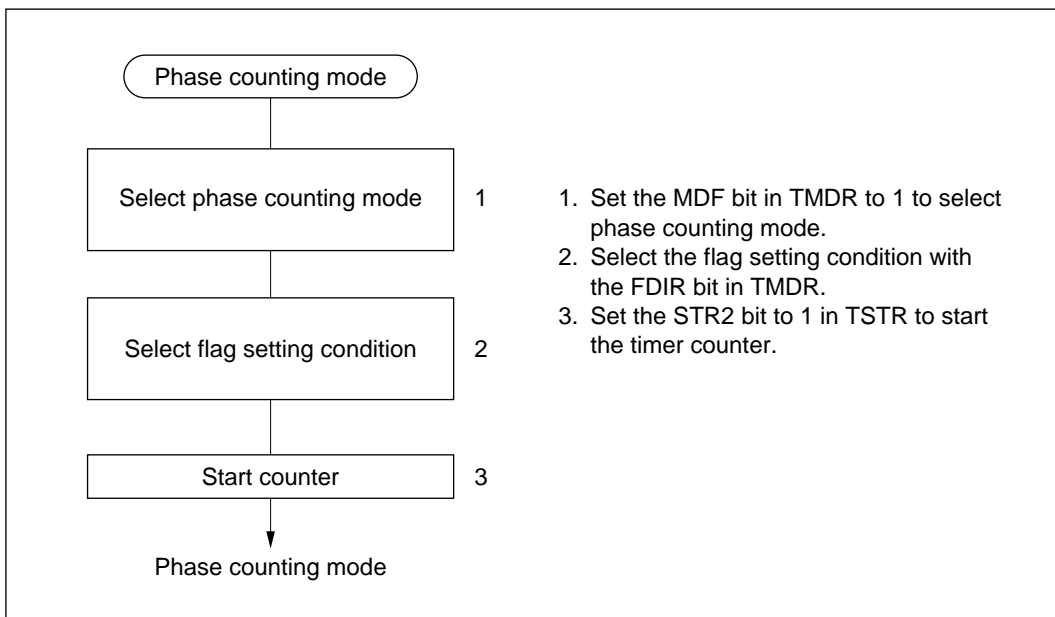 Phase counting mode
Select phase counting mode
1
Select flag setting condition
2
Start counter
3
Phase counting mode
1. Set the MDF bit in TMDR to 1 to select
phase counting mode.
2. Select the flag setting condition with
the FDIR bit in TMDR.
3. Set the STR2 bit to 1 in TSTR to start
the timer counter.